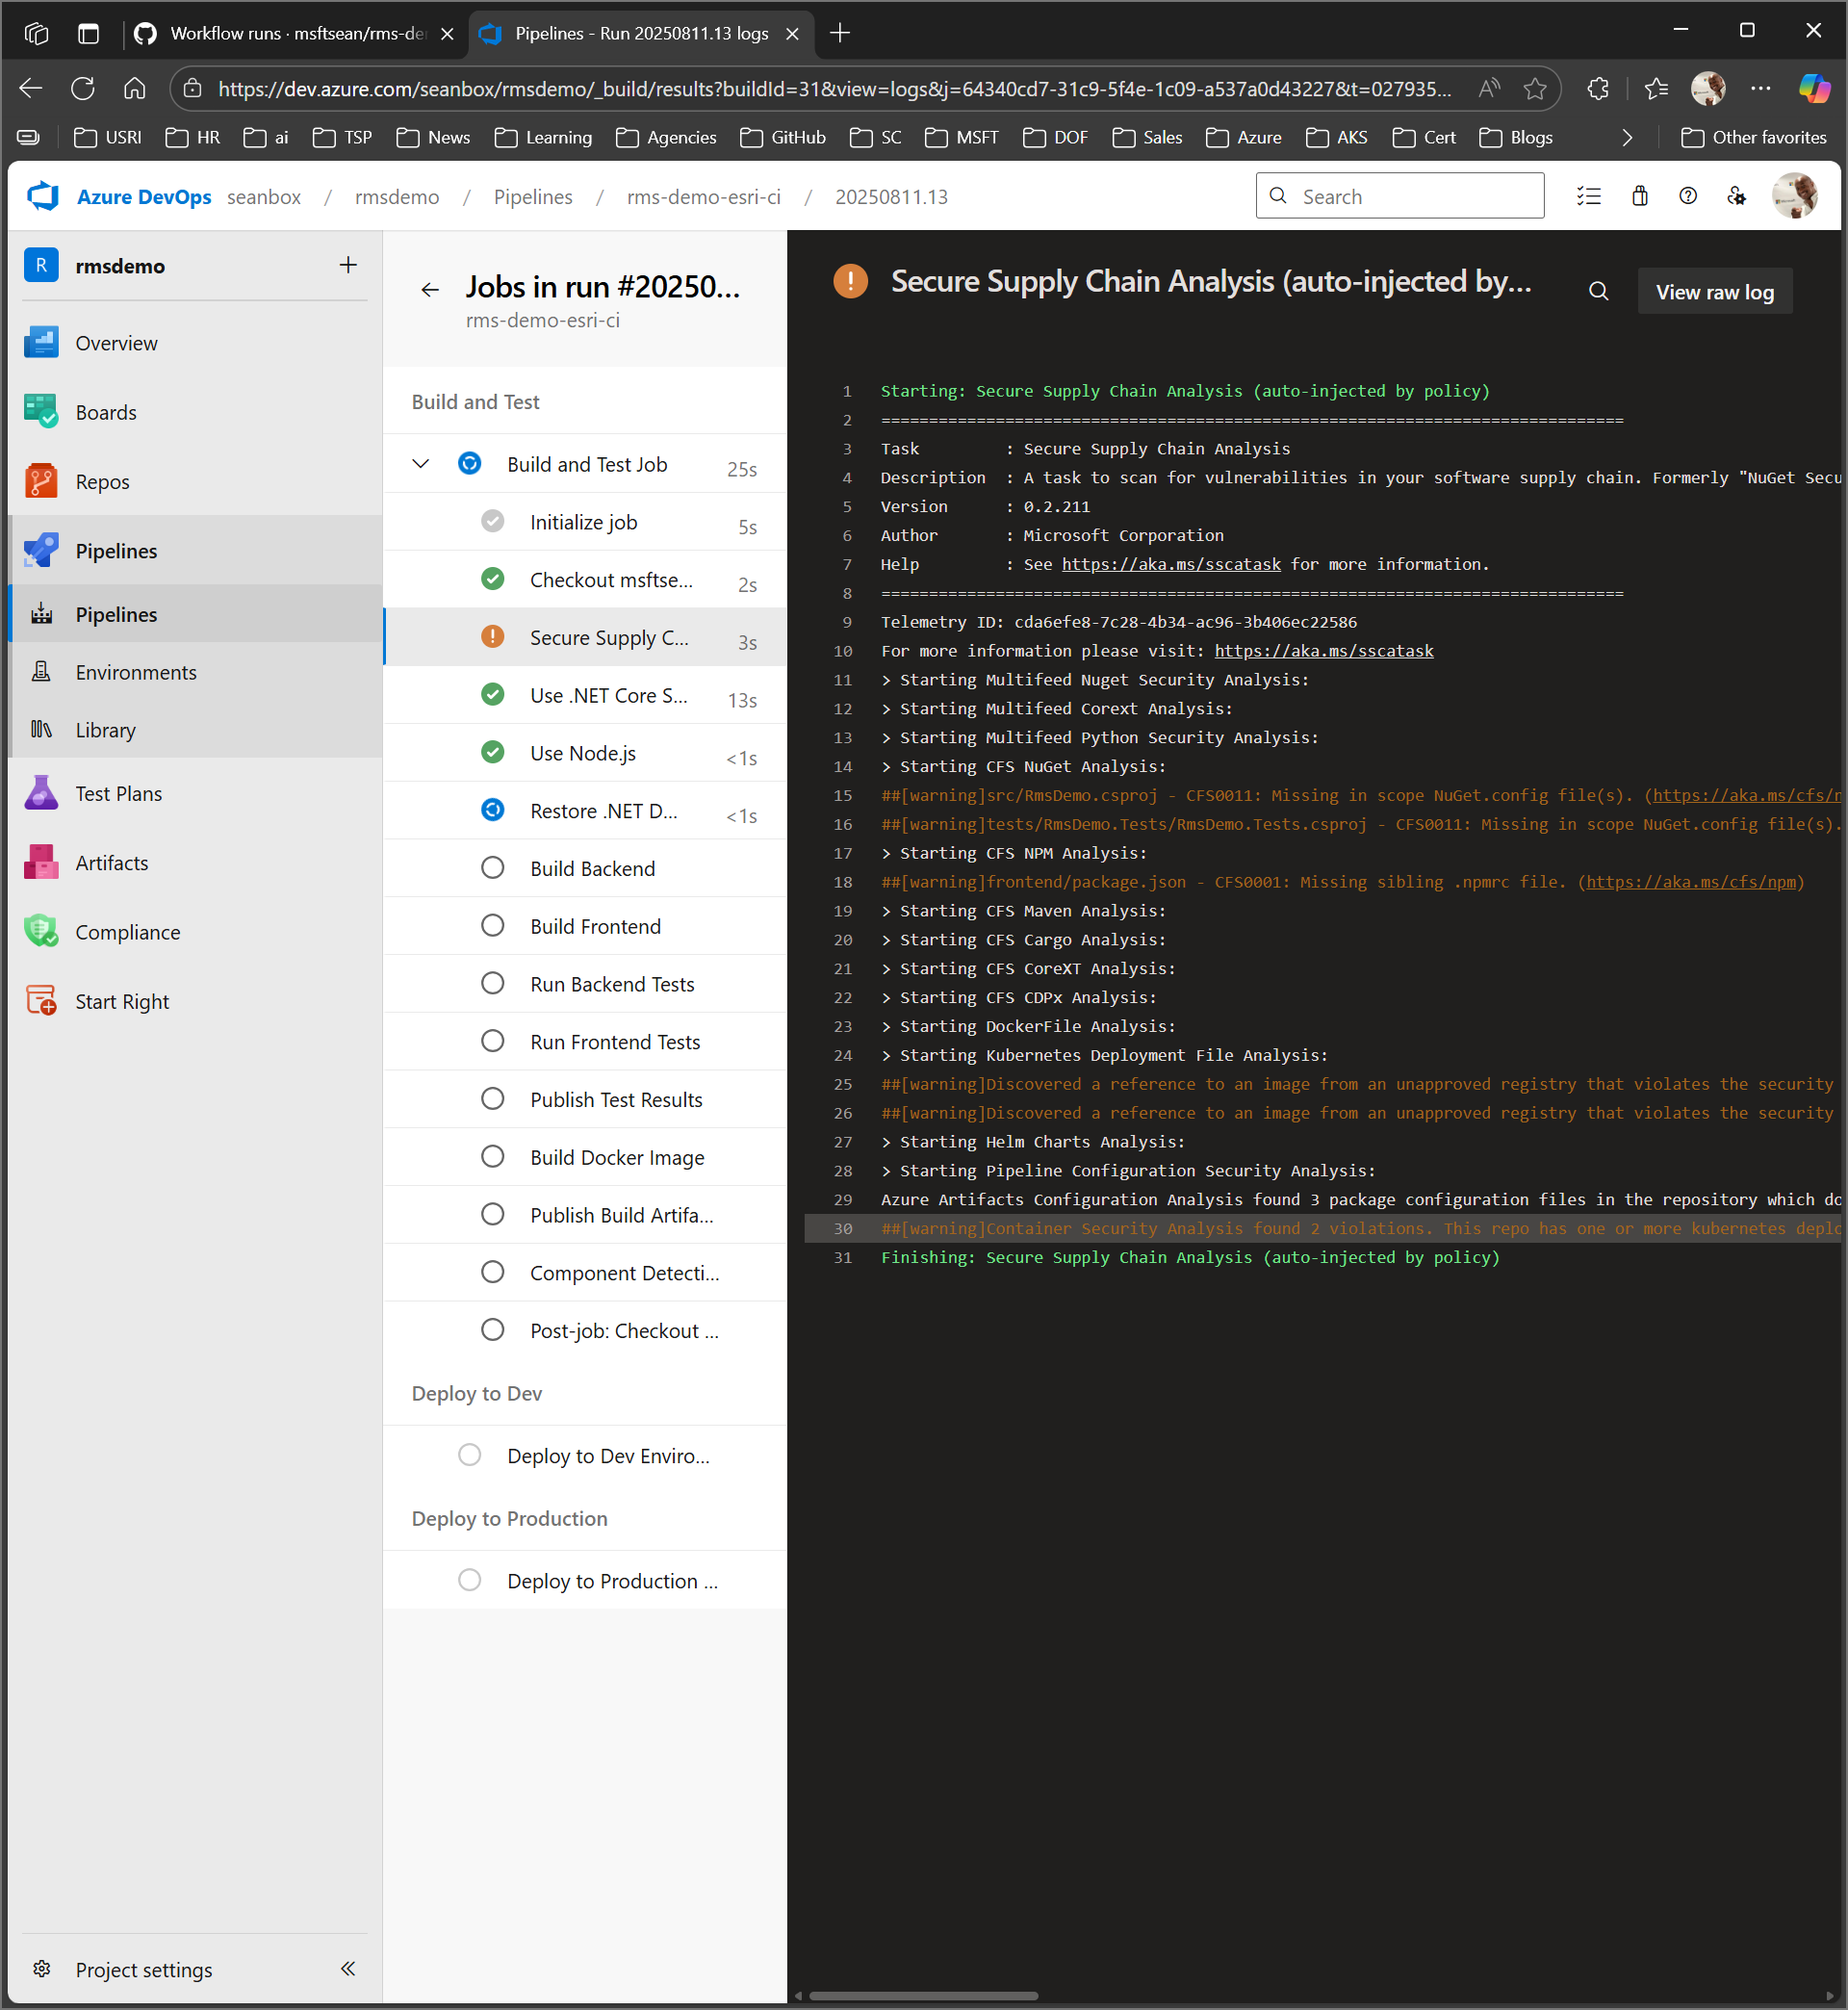 Workflow runs · msftsean/rms-der
Pipelines - Run 20250811.13 logs
https://dev.azure.com/seanbox/rmsdemo/_build/results?buildId=31&view=logs&j=64340cd7-31c9-5f4e-1c09-a537a0d43227&t=027935...
USRI
HR
ai
TSP
News
Learning
Agencies
GitHub
SC
MSFT
DOF
Sales
Azure
AKS
Cert
Blogs
Other favorites
Azure DevOps seanbox / rmsdemo / Pipelines / rms-demo-esri-ci / 20250811.13
Search
R rmsdemo
Overview
Boards
Repos
Pipelines
Pipelines
Environments
Library
Test Plans
Artifacts
Compliance
Start Right
Project settings
Jobs in run #20250...
rms-demo-esri-ci
Build and Test
Build and Test Job 25s
Initialize job 5s
Checkout msftse... 2s
Secure Supply C... 3s
Use .NET Core S... 13s
Use Node.js <1s
Restore .NET D... <1s
Build Backend
Build Frontend
Run Backend Tests
Run Frontend Tests
Publish Test Results
Build Docker Image
Publish Build Artifa...
Component Detecti...
Post-job: Checkout ...
Deploy to Dev
Deploy to Dev Enviro...
Deploy to Production
Deploy to Production ...
Secure Supply Chain Analysis (auto-injected by...
View raw log
1 Starting: Secure Supply Chain Analysis (auto-injected by policy)
2 ==============================================================================
3 Task         : Secure Supply Chain Analysis
4 Description  : A task to scan for vulnerabilities in your software supply chain. Formerly "NuGet Secu
5 Version      : 0.2.211
6 Author       : Microsoft Corporation
7 Help         : See https://aka.ms/sscatask for more information.
8 ==============================================================================
9 Telemetry ID: cda6efe8-7c28-4b34-ac96-3b406ec22586
10 For more information please visit: https://aka.ms/sscatask
11 > Starting Multifeed Nuget Security Analysis:
12 > Starting Multifeed Corext Analysis:
13 > Starting Multifeed Python Security Analysis:
14 > Starting CFS NuGet Analysis:
15 ##[warning]src/RmsDemo.csproj - CFS0011: Missing in scope NuGet.config file(s). (https://aka.ms/cfs/n
16 ##[warning]tests/RmsDemo.Tests/RmsDemo.Tests.csproj - CFS0011: Missing in scope NuGet.config file(s).
17 > Starting CFS NPM Analysis:
18 ##[warning]frontend/package.json - CFS0001: Missing sibling .npmrc file. (https://aka.ms/cfs/npm)
19 > Starting CFS Maven Analysis:
20 > Starting CFS Cargo Analysis:
21 > Starting CFS CoreXT Analysis:
22 > Starting CFS CDPx Analysis:
23 > Starting DockerFile Analysis:
24 > Starting Kubernetes Deployment File Analysis:
25 ##[warning]Discovered a reference to an image from an unapproved registry that violates the security
26 ##[warning]Discovered a reference to an image from an unapproved registry that violates the security
27 > Starting Helm Charts Analysis:
28 > Starting Pipeline Configuration Security Analysis:
29 Azure Artifacts Configuration Analysis found 3 package configuration files in the repository which do
30 ##[warning]Container Security Analysis found 2 violations. This repo has one or more kubernetes deplo
31 Finishing: Secure Supply Chain Analysis (auto-injected by policy)